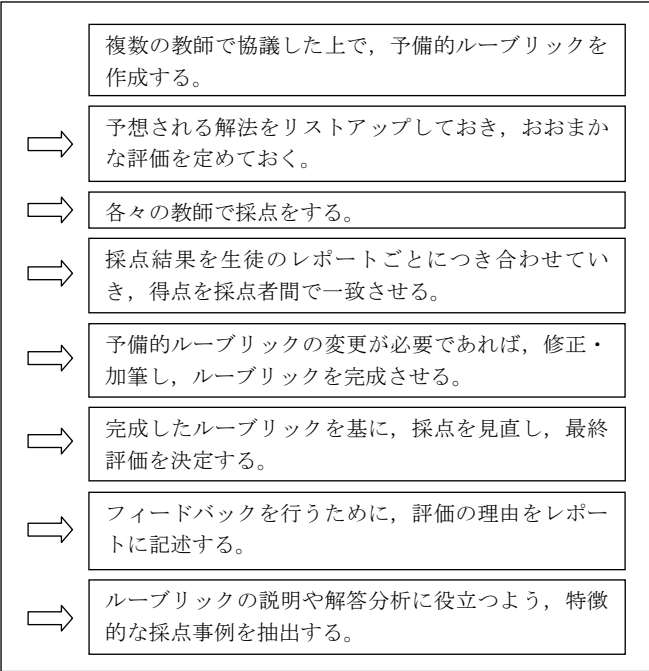 複数の教師で協議した上で，予備的ルーブリックを
作成する。
予想される解法をリストアップしておき，おおまか
な評価を定めておく。
各々の教師で採点をする。
採点結果を生徒のレポートごとにつき合わせてい
き，得点を採点者間で一致させる。
予備的ルーブリックの変更が必要であれば，修正・
加筆し，ルーブリックを完成させる。
完成したルーブリックを基に，採点を見直し，最終
評価を決定する。
フィードバックを行うために，評価の理由をレポー
トに記述する。
ルーブリックの説明や解答分析に役立つよう，特徴
的な採点事例を抽出する。